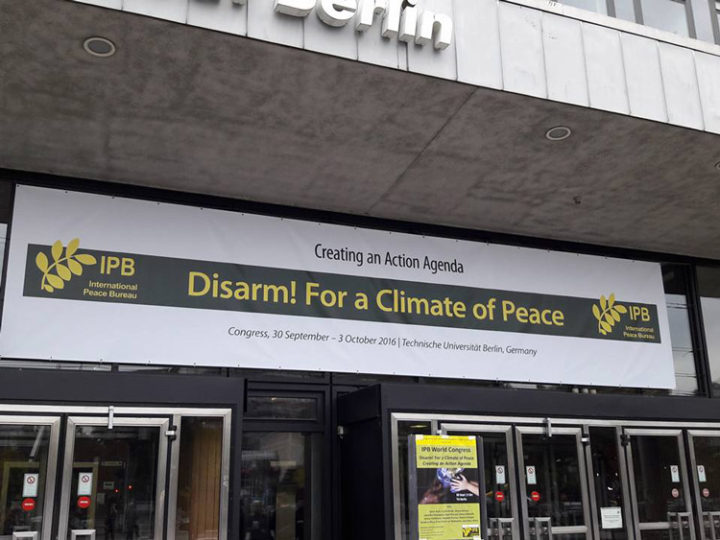 Berlin
Creating an Action Agenda
IPB
International
Peace Bureau
Disarm! For a Climate of Peace
IPB
International
Peace Bureau
Congress, 30 September – 3 October 2016 | Technische Universität Berlin, Germany
IPB World Congress
Disarm! For a Climate of Peace
Creating an Action Agenda